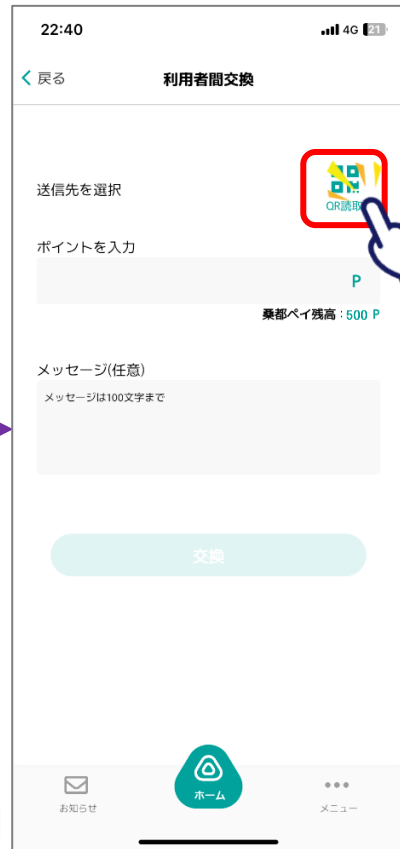 22:40
4G 21
戻る
利用者間交換
送信先を選択
QR読取
ポイントを入力
P
桑都ペイ残高：500 P
メッセージ(任意)
メッセージは100文字まで
交換
お知らせ
ホーム
メニュー